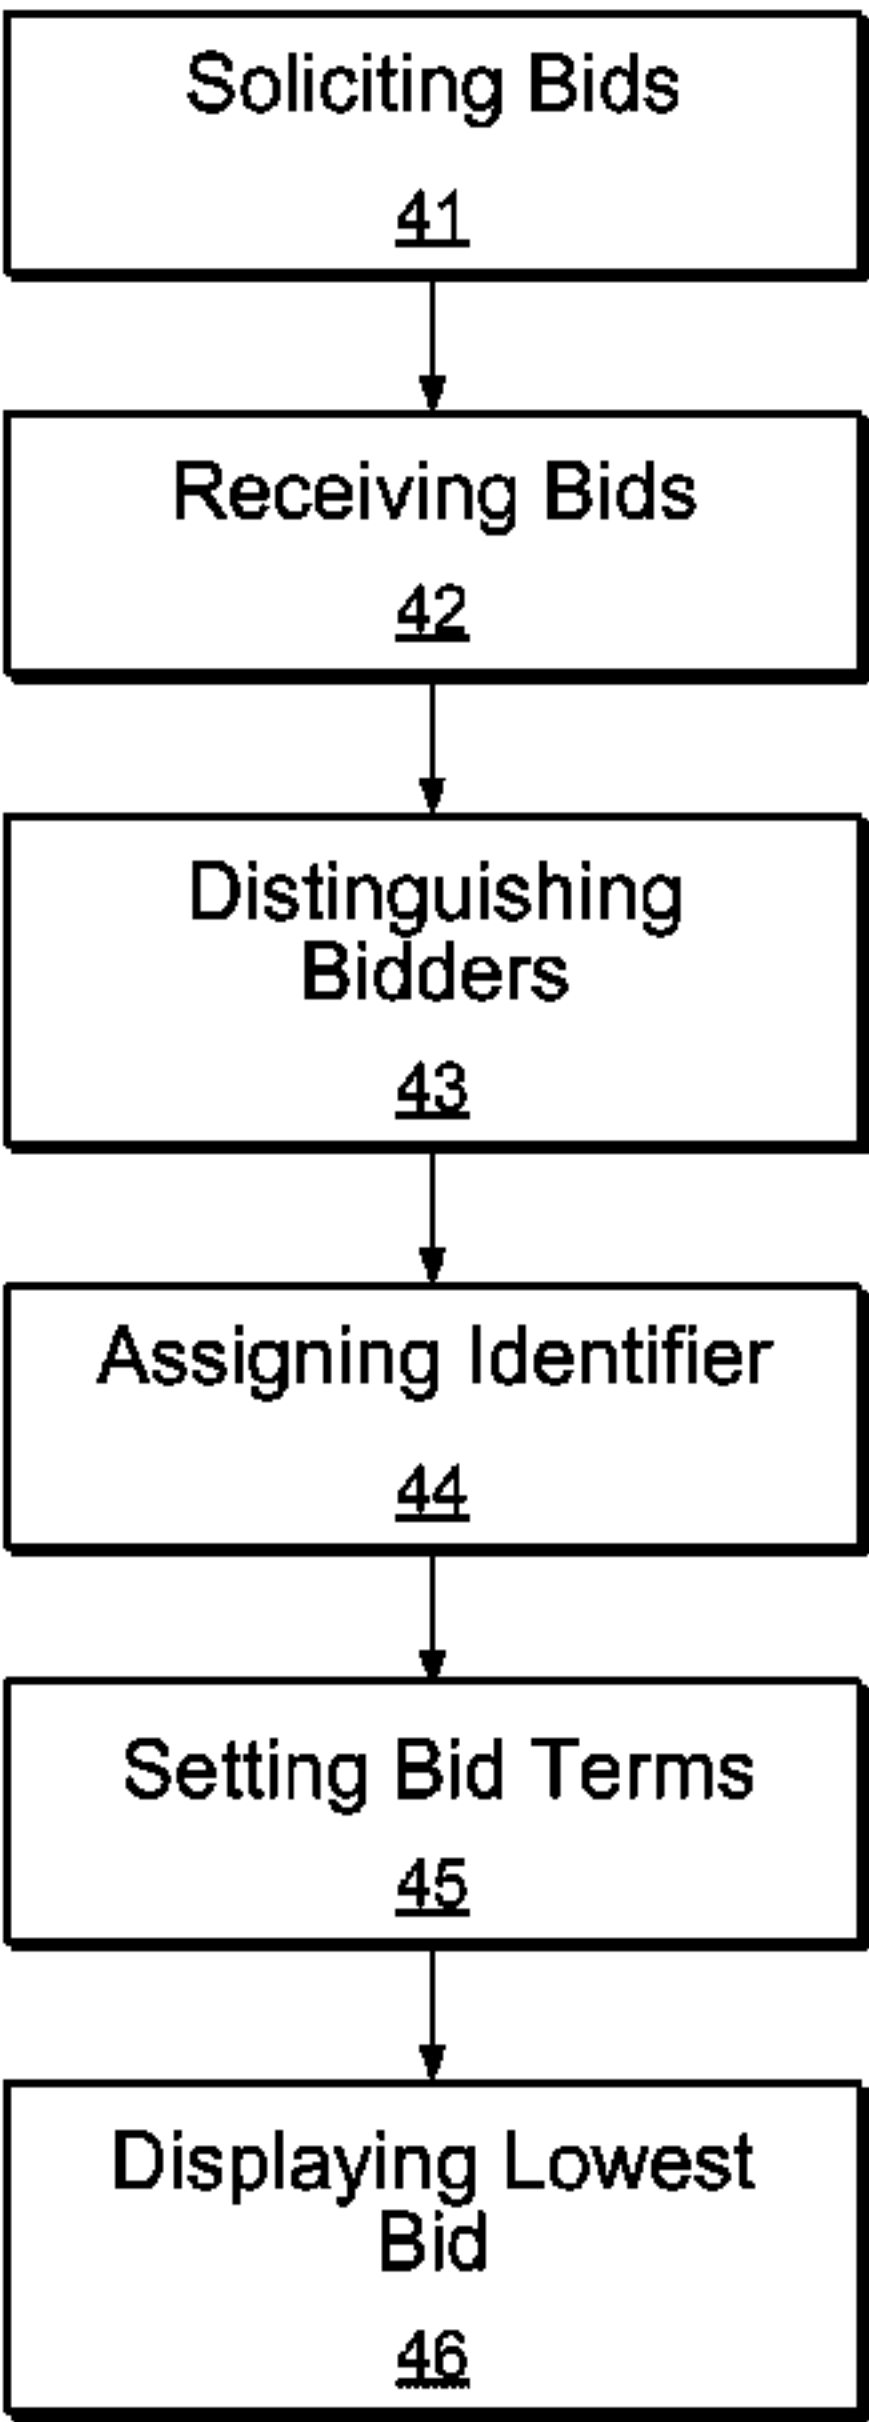 Soliciting Bids
41
Receiving Bids
42
Distinguishing
Bidders
43
Assigning Identifier
44
Setting Bid Terms
45
Displaying Lowest
Bid
46